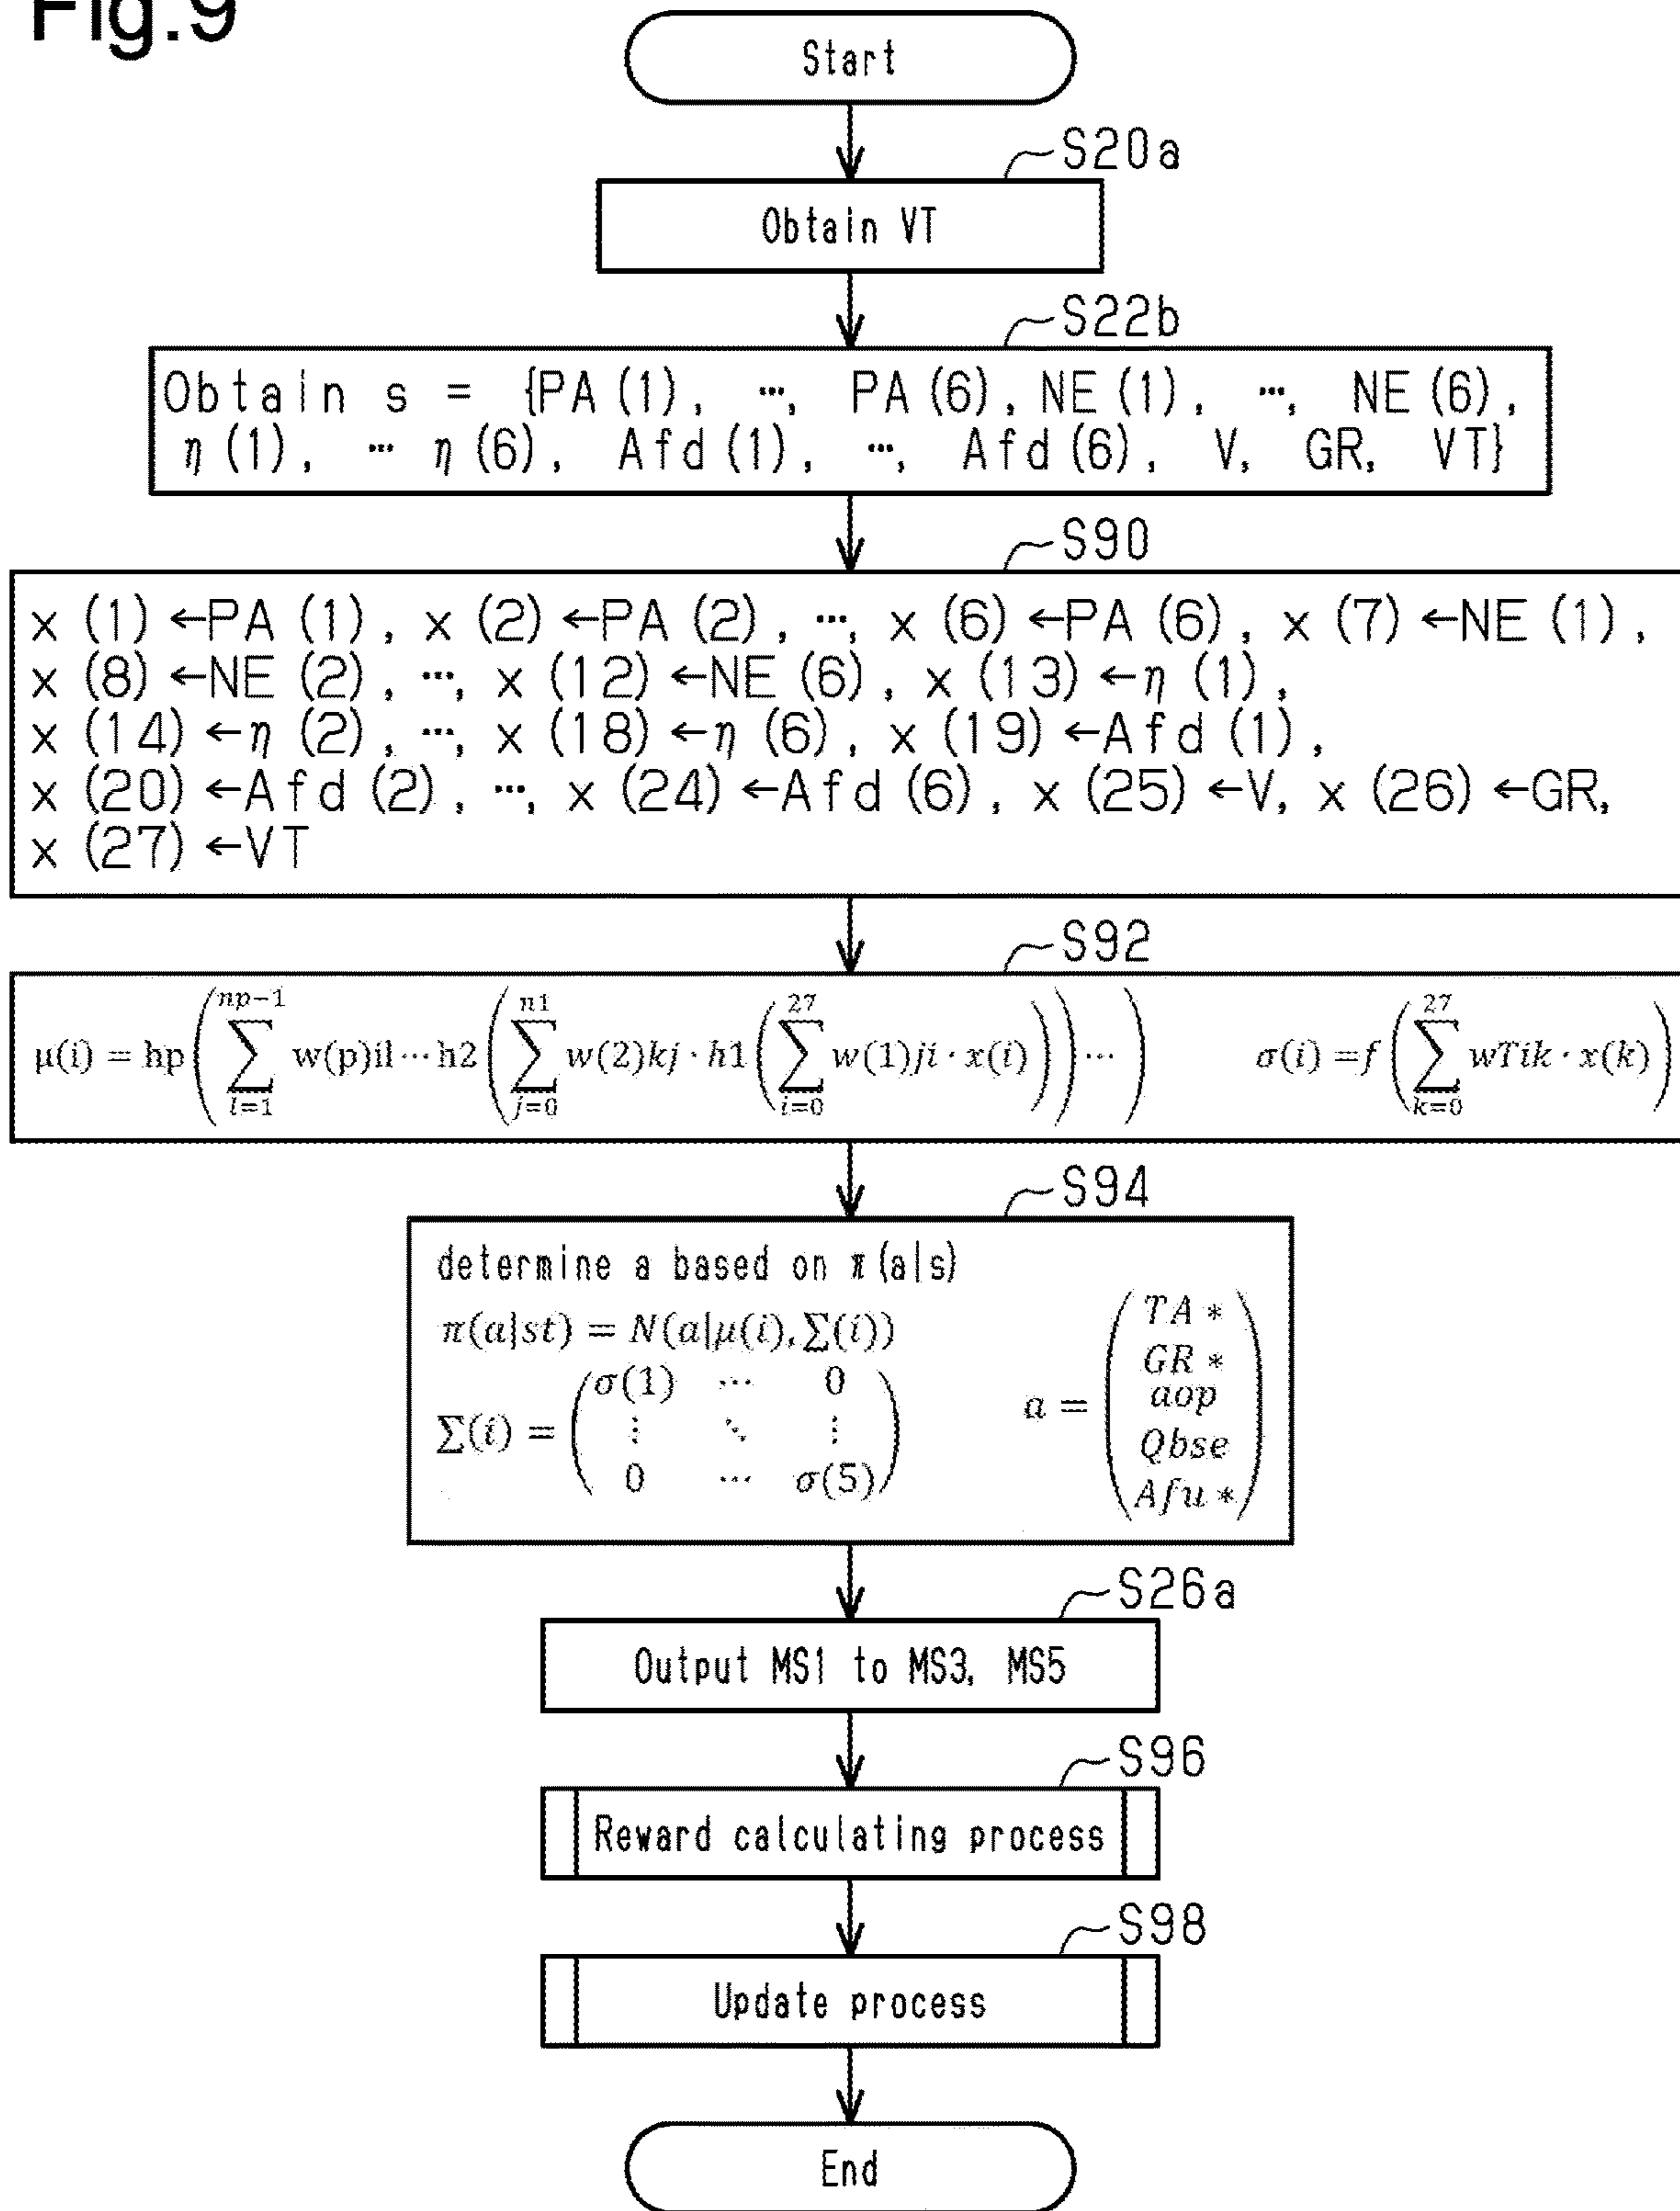 Fig.9
Start
S20a
Obtain VT
S22b
Obtain s = {PA(1), …, PA(6), NE(1), …, NE(6),
η(1), … η(6), Afd(1), …, Afd(6), V, GR, VT}
S90
x(1)←PA(1), x(2)←PA(2), …, x(6)←PA(6), x(7)←NE(1),
x(8)←NE(2), …, x(12)←NE(6), x(13)←η(1),
x(14)←η(2), …, x(18)←η(6), x(19)←Afd(1),
x(20)←Afd(2), …, x(24)←Afd(6), x(25)←V, x(26)←GR,
x(27)←VT
S92
μ(i) = hp(∑_{l=1}^{np−1} w(p)il ⋯ h2(∑_{j=0}^{n1} w(2)kj · h1(∑_{i=0}^{27} w(1)ji · x(i))) ⋯) σ(i) = f(∑_{k=0}^{27} wTik · x(k))
S94
determine a based on π(a|s)
π(a|st) = N(a|μ(i), ∑(i))
∑(i) = (σ(1) ⋯ 0
⋮ ⋱ ⋮
0 ⋯ σ(5))
a = (TA *
GR *
aop
Qbse
Afu *)
S26a
Output MS1 to MS3, MS5
S96
Reward calculating process
S98
Update process
End